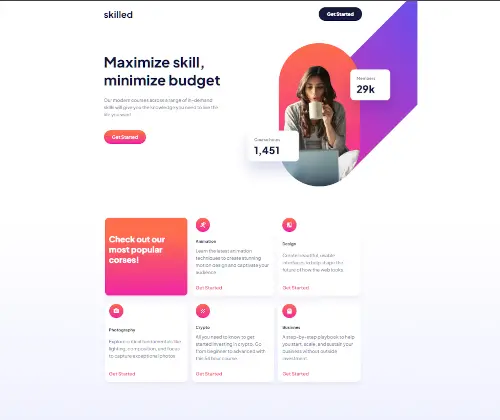 skilled
Get Started
Maximize skill,
minimize budget
Our modern courses across a range of in-demand
skills will give you the knowledge you need to live the
life you want!
Get Started
Members
29k
1,451
Check out our
most popular
corses!
Animation
Learn the latest animation
techniques to create stunning
motion design and captivate your
audience.
Get Started
Design
Create beautiful, usable
interfaces to help shape the
future of how the web looks.
Get Started
Photography
Explore critical fundamentals like
lighting, composition, and focus
to capture exceptional photos.
Get Started
Crypto
All you need to know to get
started investing in crypto. Go
from beginner to advanced with
this 54 hour course.
Get Started
Business
A step-by-step playbook to help
you start, scale, and sustain your
business without outside
investment.
Get Started